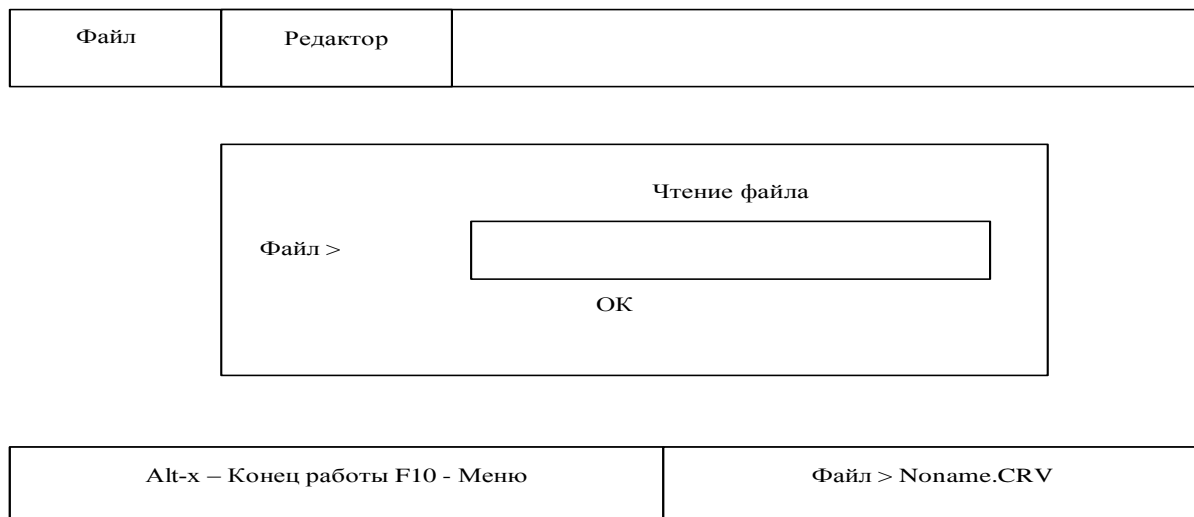 Файл Редактор
Чтение файла
Файл >
ОК
Alt-x – Конец работы F10 - Меню Файл > Noname.CRV